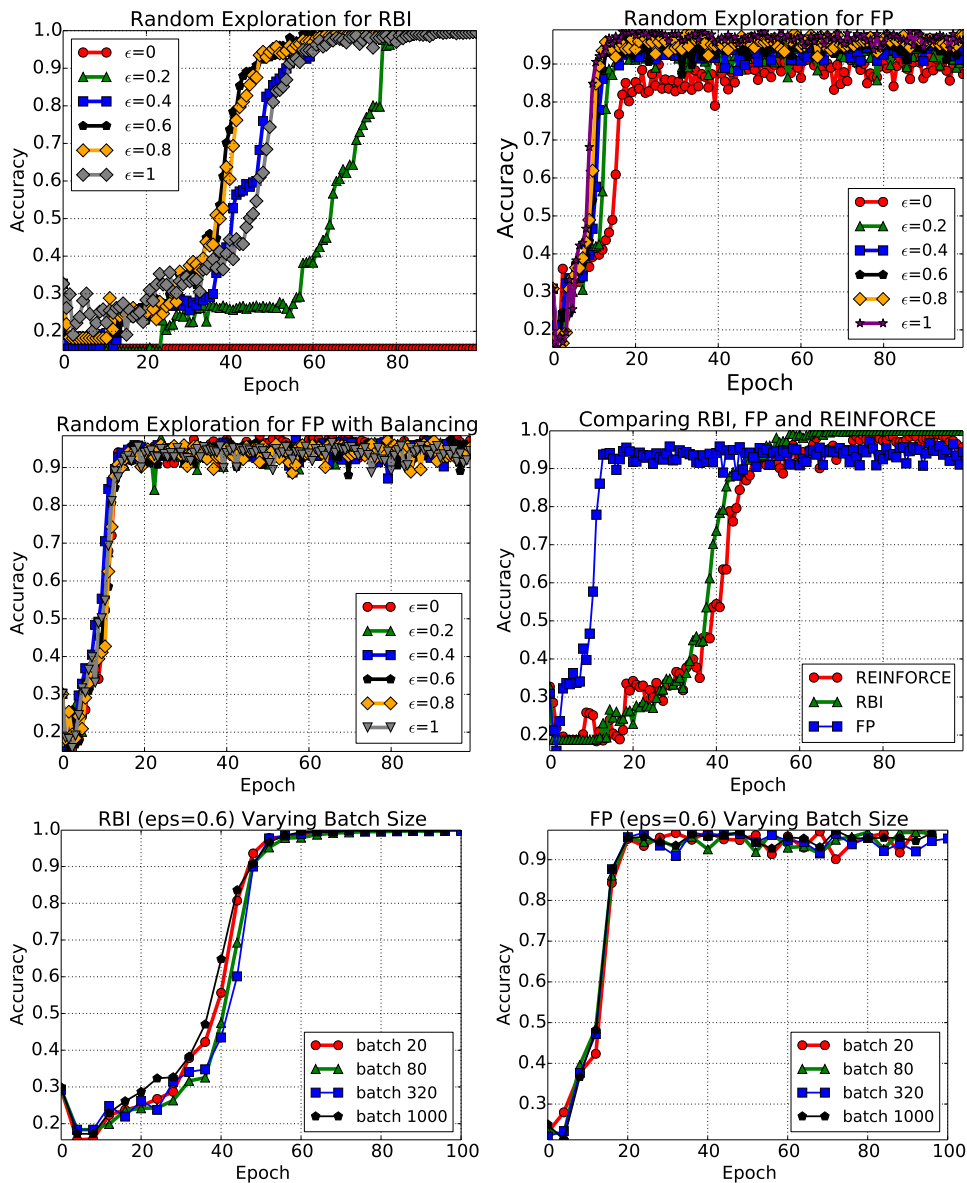 Random Exploration for RBI
1.0
0.9
0.8
0.7
0.6
0.5
0.4
0.3
0.2
Accuracy
ϵ=0
ϵ=0.2
ϵ=0.4
ϵ=0.6
ϵ=0.8
ϵ=1
0 20 40 60 80
Epoch
Random Exploration for FP
0.9
0.8
0.7
0.6
0.5
0.4
0.3
0.2
Accuracy
ϵ=0
ϵ=0.2
ϵ=0.4
ϵ=0.6
ϵ=0.8
ϵ=1
0 20 40 60 80
Epoch
Random Exploration for FP with Balancing
0.9
0.8
0.7
0.6
0.5
0.4
0.3
0.2
Accuracy
ϵ=0
ϵ=0.2
ϵ=0.4
ϵ=0.6
ϵ=0.8
ϵ=1
0 20 40 60 80
Epoch
Comparing RBI, FP and REINFORCE
1.0
0.9
0.8
0.7
0.6
0.5
0.4
0.3
0.2
Accuracy
REINFORCE
RBI
FP
0 20 40 60 80
Epoch
RBI (eps=0.6) Varying Batch Size
1.0
0.9
0.8
0.7
0.6
0.5
0.4
0.3
0.2
Accuracy
batch 20
batch 80
batch 320
batch 1000
0 20 40 60 80 100
Epoch
FP (eps=0.6) Varying Batch Size
0.9
0.8
0.7
0.6
0.5
0.4
0.3
Accuracy
batch 20
batch 80
batch 320
batch 1000
0 20 40 60 80 100
Epoch